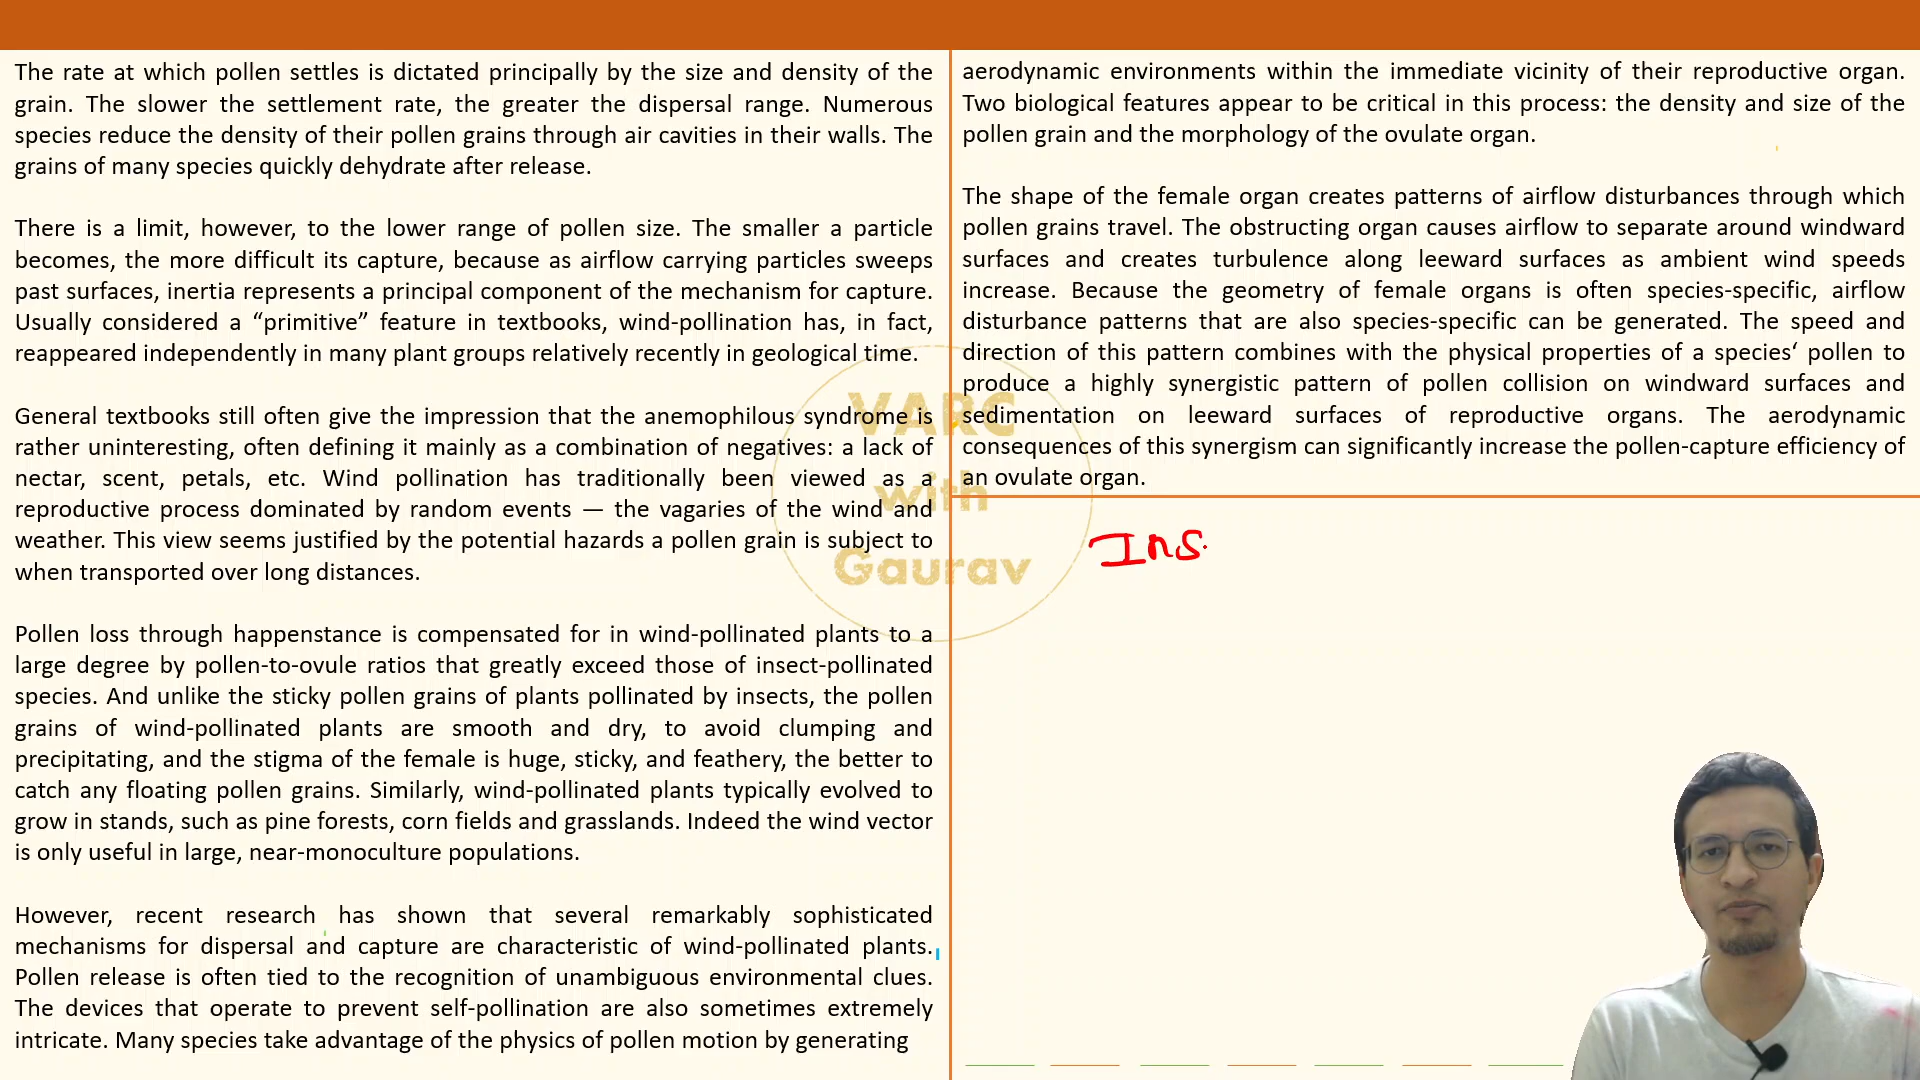 The rate at which pollen settles is dictated principally by the size and density of the
grain. The slower the settlement rate, the greater the dispersal range. Numerous
species reduce the density of their pollen grains through air cavities in their walls. The
grains of many species quickly dehydrate after release.
There is a limit, however, to the lower range of pollen size. The smaller a particle
becomes, the more difficult its capture, because as airflow carrying particles sweeps
past surfaces, inertia represents a principal component of the mechanism for capture.
Usually considered a “primitive” feature in textbooks, wind-pollination has, in fact,
reappeared independently in many plant groups relatively recently in geological time.
General textbooks still often give the impression that the anemophilous syndrome is
rather uninteresting, often defining it mainly as a combination of negatives: a lack of
nectar, scent, petals, etc. Wind pollination has traditionally been viewed as a
reproductive process dominated by random events — the vagaries of the wind and
weather. This view seems justified by the potential hazards a pollen grain is subject to
when transported over long distances.
Pollen loss through happenstance is compensated for in wind-pollinated plants to a
large degree by pollen-to-ovule ratios that greatly exceed those of insect-pollinated
species. And unlike the sticky pollen grains of plants pollinated by insects, the pollen
grains of wind-pollinated plants are smooth and dry, to avoid clumping and
precipitating, and the stigma of the female is huge, sticky, and feathery, the better to
catch any floating pollen grains. Similarly, wind-pollinated plants typically evolved to
grow in stands, such as pine forests, corn fields and grasslands. Indeed the wind vector
is only useful in large, near-monoculture populations.
However, recent research has shown that several remarkably sophisticated
mechanisms for dispersal and capture are characteristic of wind-pollinated plants.
Pollen release is often tied to the recognition of unambiguous environmental clues.
The devices that operate to prevent self-pollination are also sometimes extremely
intricate. Many species take advantage of the physics of pollen motion by generating
aerodynamic environments within the immediate vicinity of their reproductive organ.
Two biological features appear to be critical in this process: the density and size of the
pollen grain and the morphology of the ovulate organ.
The shape of the female organ creates patterns of airflow disturbances through which
pollen grains travel. The obstructing organ causes airflow to separate around windward
surfaces and creates turbulence along leeward surfaces as ambient wind speeds
increase. Because the geometry of female organs is often species-specific, airflow
disturbance patterns that are also species-specific can be generated. The speed and
direction of this pattern combines with the physical properties of a species‘ pollen to
produce a highly synergistic pattern of pollen collision on windward surfaces and
sedimentation on leeward surfaces of reproductive organs. The aerodynamic
consequences of this synergism can significantly increase the pollen-capture efficiency of
an ovulate organ.
VARC
with
Gaurav
Ins